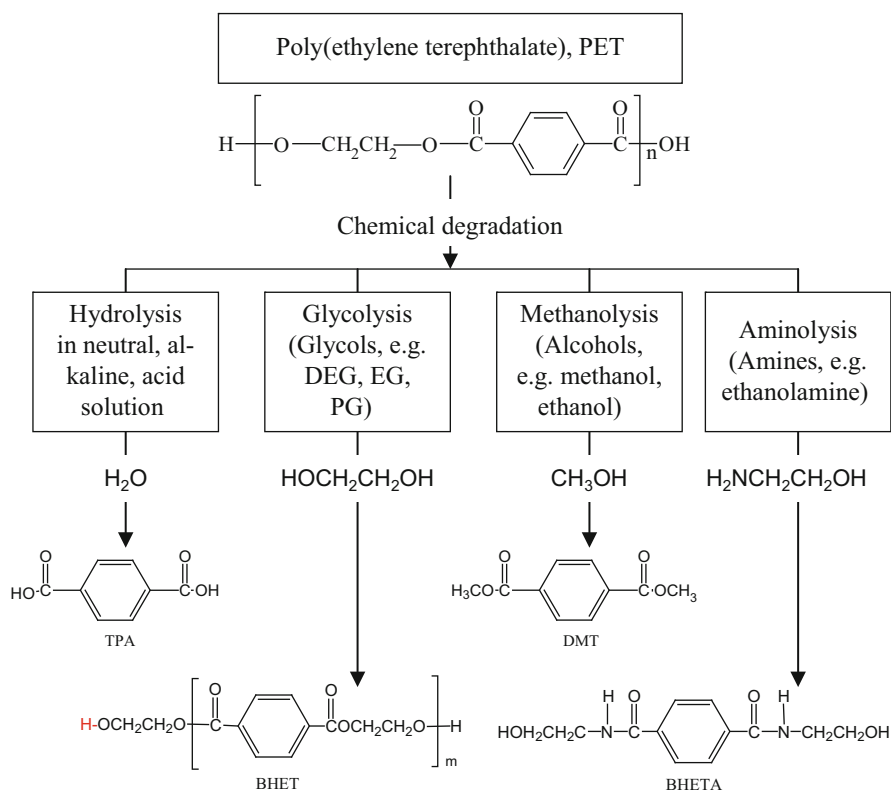 Poly(ethylene terephthalate), PET
O
O
H
O
CH₂CH₂
O
C
C
OH
n
Chemical degradation
Hydrolysis
in neutral, al-
kaline, acid
solution
Glycolysis
(Glycols, e.g.
DEG, EG,
PG)
Methanolysis
(Alcohols,
e.g. methanol,
ethanol)
Aminolysis
(Amines, e.g.
ethanolamine)
H₂O
HOCH₂CH₂OH
CH₃OH
H₂NCH₂CH₂OH
O
O
HO
C
C
OH
TPA
O
O
H₃CO
C
C
OCH₃
DMT
O
O
H-OCH₂CH₂O
C
COCH₂CH₂O
H
m
BHET
H
O
O
H
HOH₂CH₂C
N
C
C
N
CH₂CH₂OH
BHETA